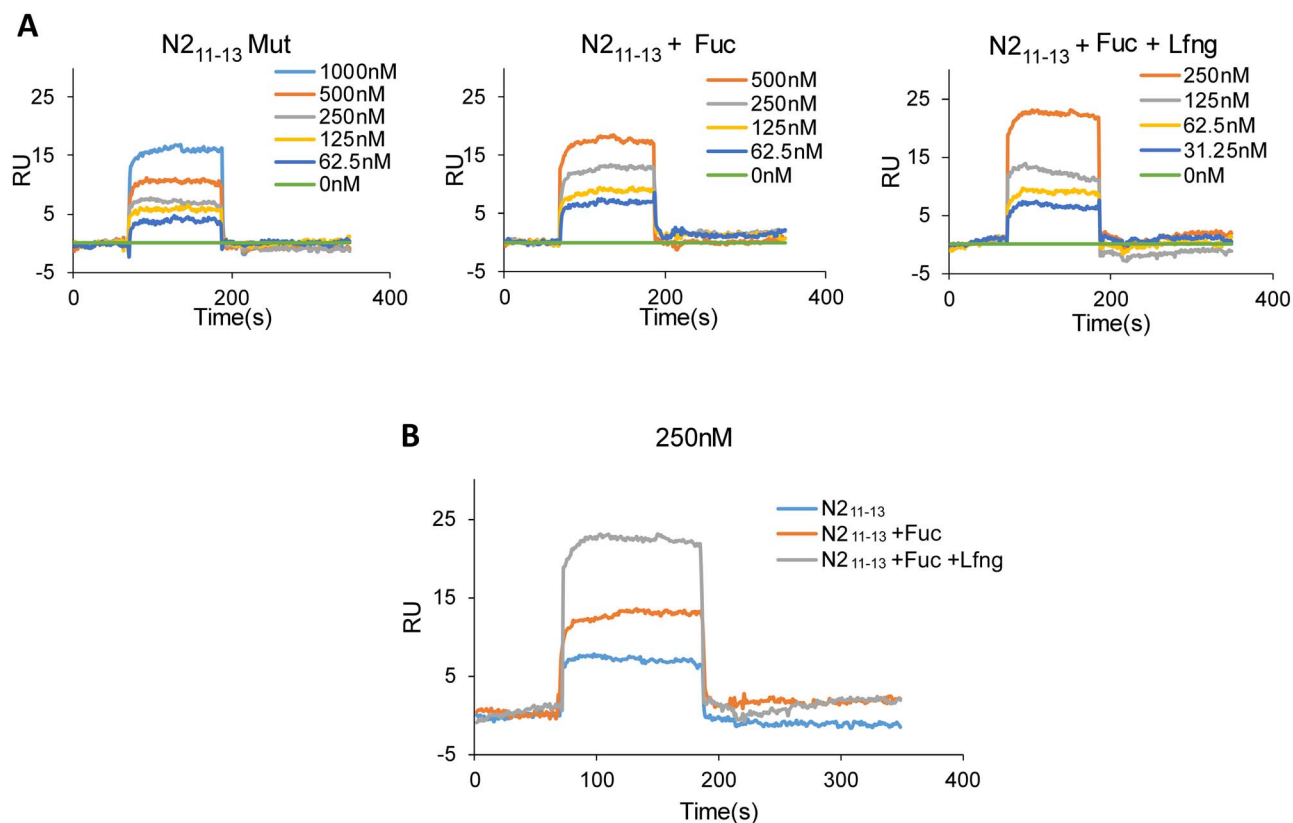 A
N2₁₁₋₁₃ Mut
1000nM
500nM
250nM
125nM
62.5nM
0nM
25
15
5
-5
RU
0
200
400
Time(s)
N2₁₁₋₁₃ + Fuc
500nM
250nM
125nM
62.5nM
0nM
25
15
5
-5
RU
0
200
400
Time(s)
N2₁₁₋₁₃ + Fuc + Lfng
250nM
125nM
62.5nM
31.25nM
0nM
25
15
5
-5
RU
0
200
400
Time(s)
B
250nM
N2 ₁₁₋₁₃
N2 ₁₁₋₁₃ +Fuc
N2 ₁₁₋₁₃ +Fuc +Lfng
25
15
5
-5
RU
0
100
200
300
400
Time(s)